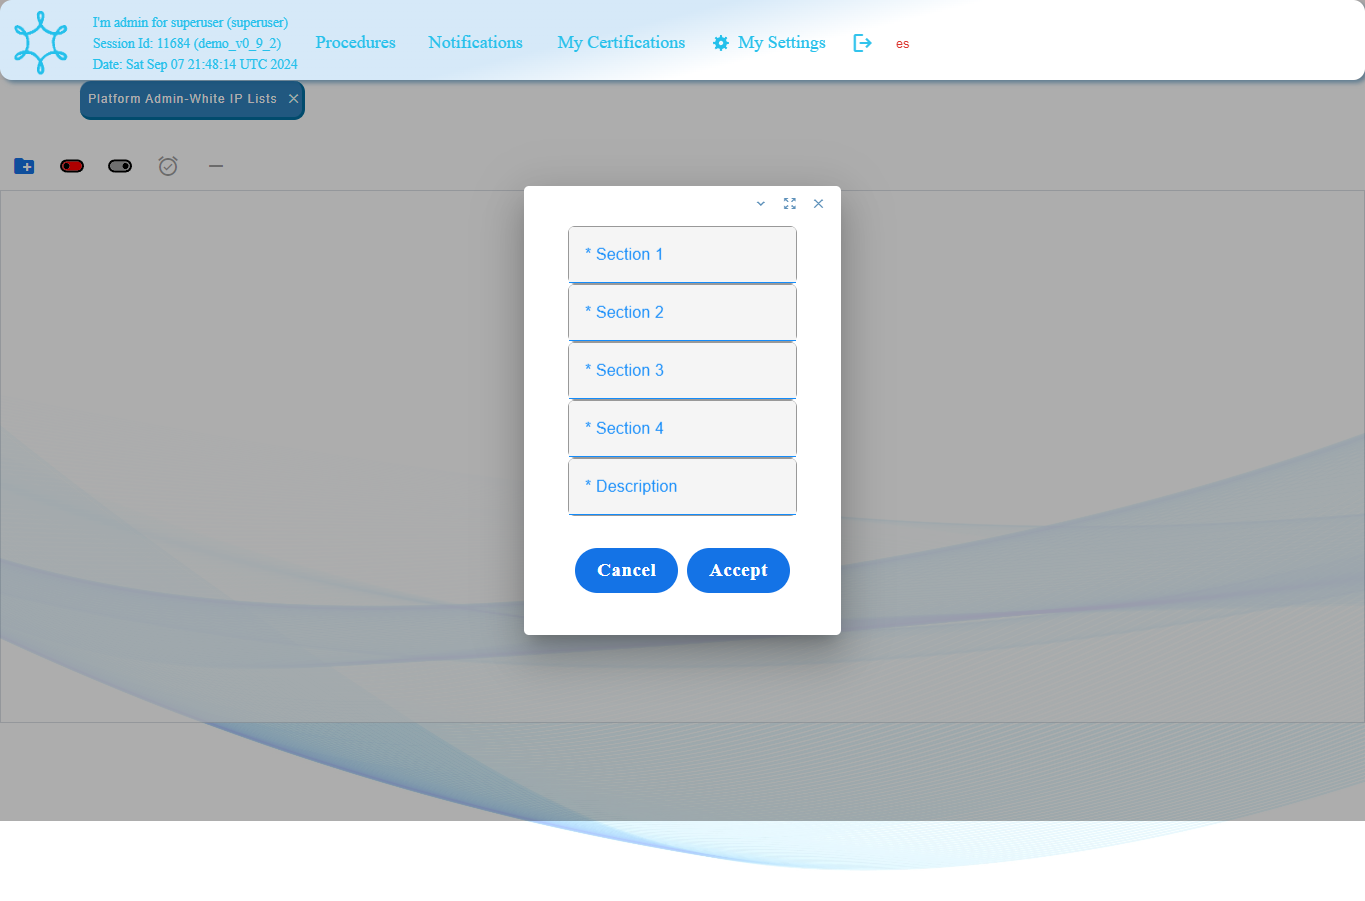 I'm admin for superuser (superuser)
Session Id: 11684 (demo_v0_9_2)
Date: Sat Sep 07 21:48:14 UTC 2024
Procedures
Notifications
My Certifications
My Settings
es
Platform Admin-White IP Lists
* Section 1
* Section 2
* Section 3
* Section 4
* Description
Cancel
Accept